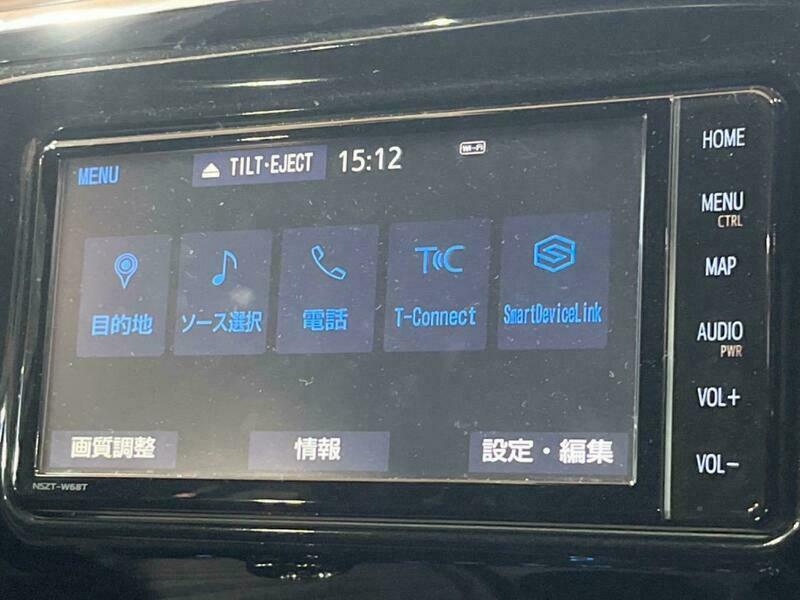 MENU
TILT・EJECT
15:12
Wi-Fi
目的地
ソース選択
電話
T-Connect
SmartDeviceLink
画質調整
情報
設定・編集
NSZT-W68T
HOME
MENU
CTRL
MAP
AUDIO
PWR
VOL+
VOL-